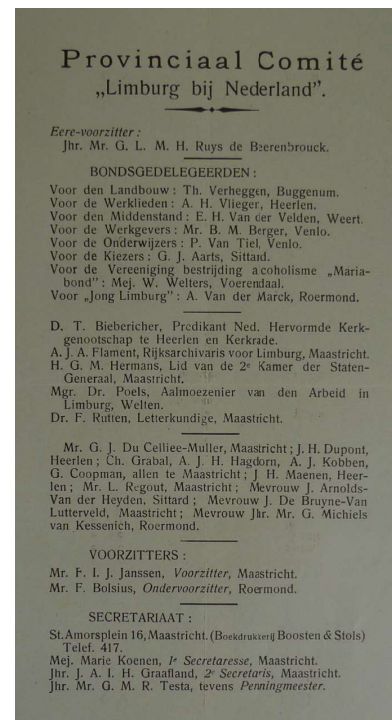 Provinciaal Comité
„Limburg bij Nederland”.
Eere-voorzitter:
Jhr. Mr. G. L. M. H. Ruys de Beerenbrouck.
BONDSGEDELEGEERDEN:
Voor den Landbouw: Th. Verheggen, Buggenum.
Voor de Werklieden: A. H. Vlieger, Heerlen.
Voor den Middenstand: E. H. Van der Velden, Weert.
Voor de Werkgevers: Mr. B. M. Berger, Venlo.
Voor de Onderwijzers: P. Van Tiel, Venlo.
Voor de Kiezers: G. J. Aarts, Sittard.
Voor de Vereeniging bestrijding acoholisme „Maria-
bond”: Mej. W. Welters, Voerendaal.
Voor „Jong Limburg”: A. Van der Marck, Roermond.
D. T. Biebericher, Predikant Ned. Hervormde Kerk-
genootschap te Heerlen en Kerkrade.
A. J. A. Flament, Rijksarchivaris voor Limburg, Maastricht.
H. G. M. Hermans, Lid van de 2e Kamer der Staten-
Generaal, Maastricht.
Mgr. Dr. Poels, Aalmoezenier van den Arbeid in
Limburg, Welten.
Dr. F. Rutten, Letterkundige, Maastricht.
Mr. G. J. Du Celliee-Muller, Maastricht; J. H. Dupont,
Heerlen; Ch. Grabal, A. J. H. Hagdorn, A. J. Kobben,
G. Coopman, allen te Maastricht; J H. Maenen, Heer-
len; Mr. L. Regout, Maastricht; Mevrouw J. Arnolds-
Van der Heyden, Sittard; Mevrouw J. De Bruyne-Van
Lutterveld, Maastricht; Mevrouw Jhr. Mr. G. Michiels
van Kessenich, Roermond.
VOORZITTERS:
Mr. F. I. J. Janssen, Voorzitter, Maastricht.
Mr. F. Bolsius, Ondervoorzitter, Roermond.
SECRETARIAAT:
St. Amorsplein 16, Maastricht. (Boekdrukkerij Boosten & Stols)
Telef. 417.
Mej. Marie Koenen, 1e Secretaresse, Maastricht.
Jhr. J. A. I. H. Graafland, 2e Secretaris, Maastricht.
Jhr. Mr. G. M. R. Testa, tevens Penningmeester.